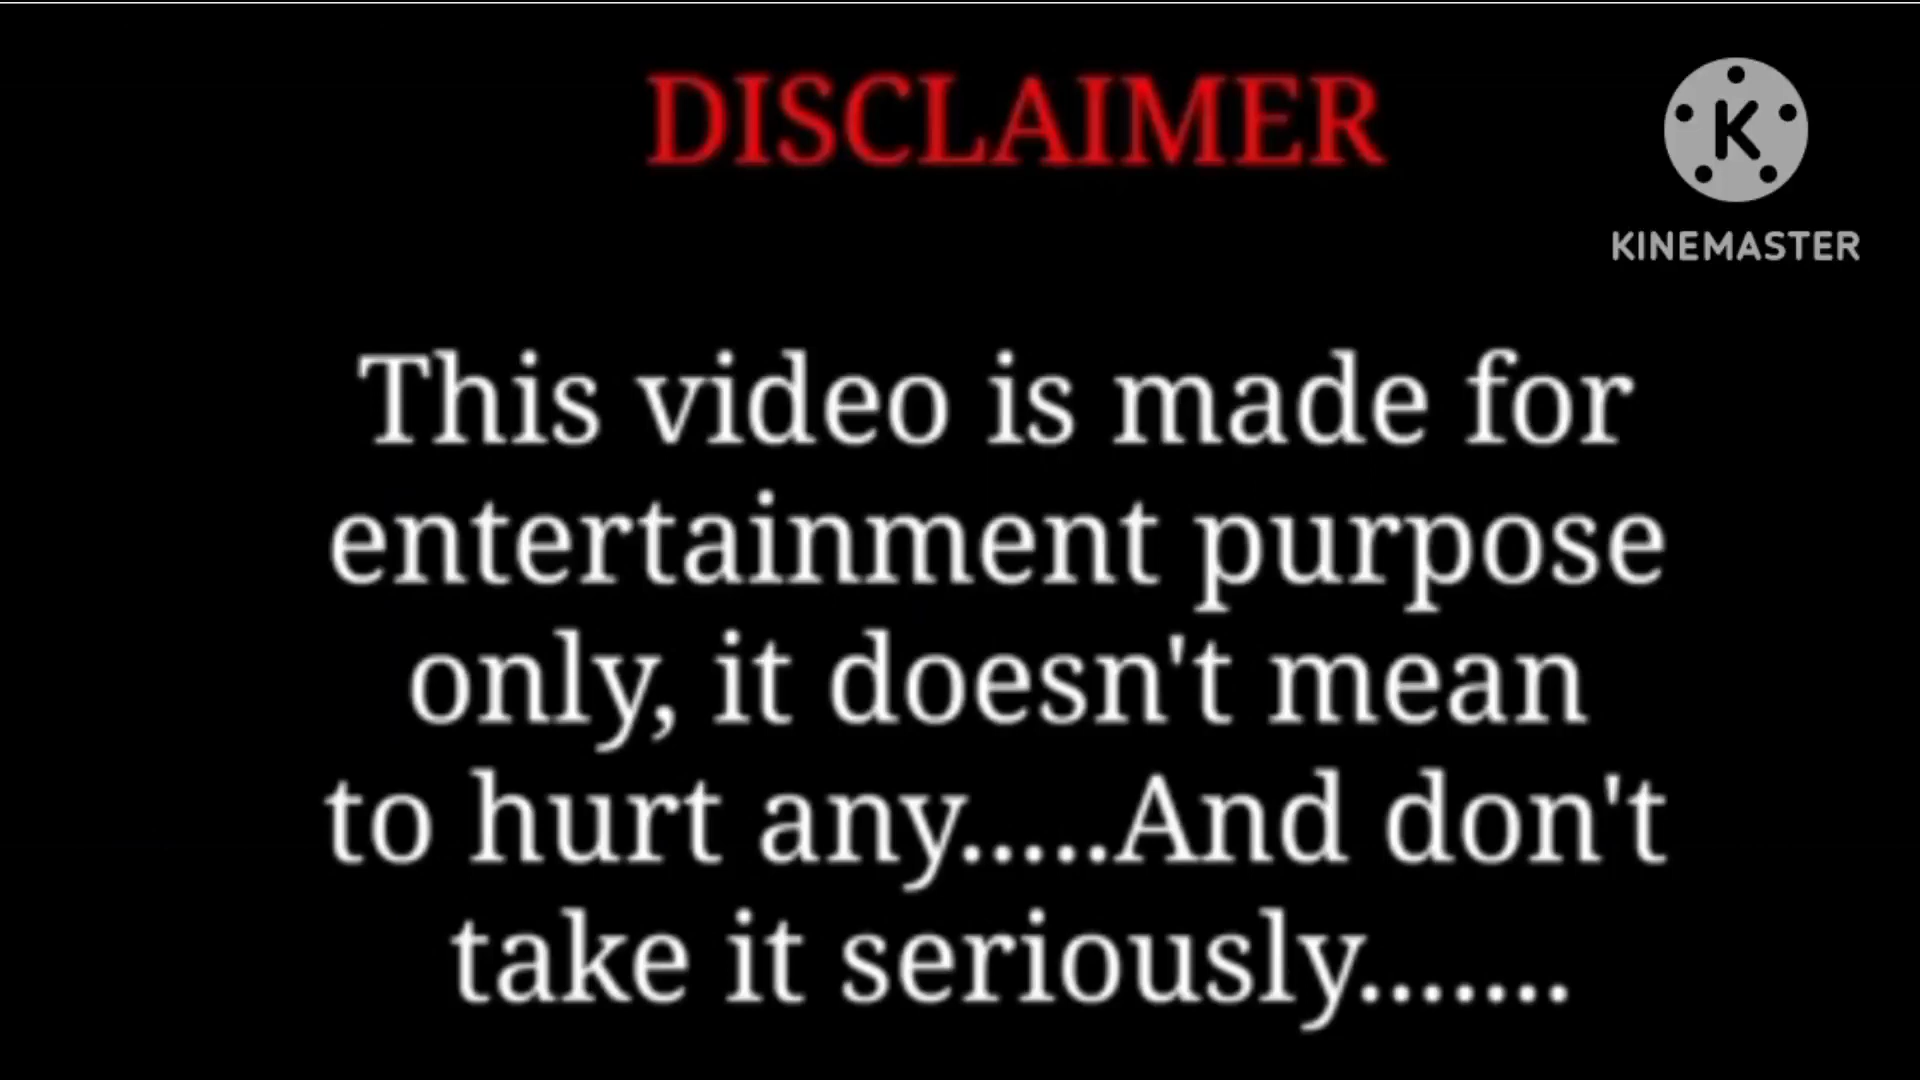 DISCLAIMER
K
KINEMASTER
This video is made for
entertainment purpose
only, it doesn't mean
to hurt any.....And don't
take it seriously.......